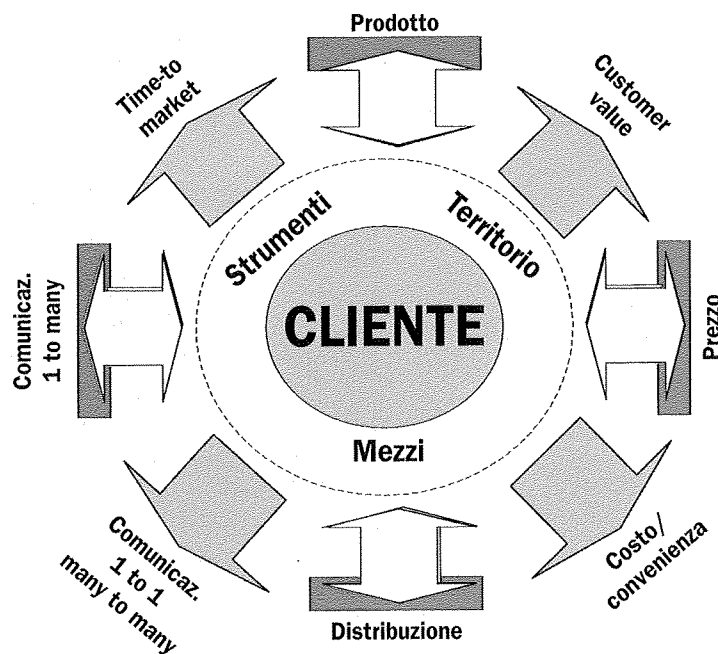 Prodotto
Time-to
market
Customer
value
Strumenti
Territorio
Comunicaz.
1 to many
CLIENTE
Prezzo
Mezzi
Comunicaz.
1 to 1
many to many
Costo/
convenienza
Distribuzione